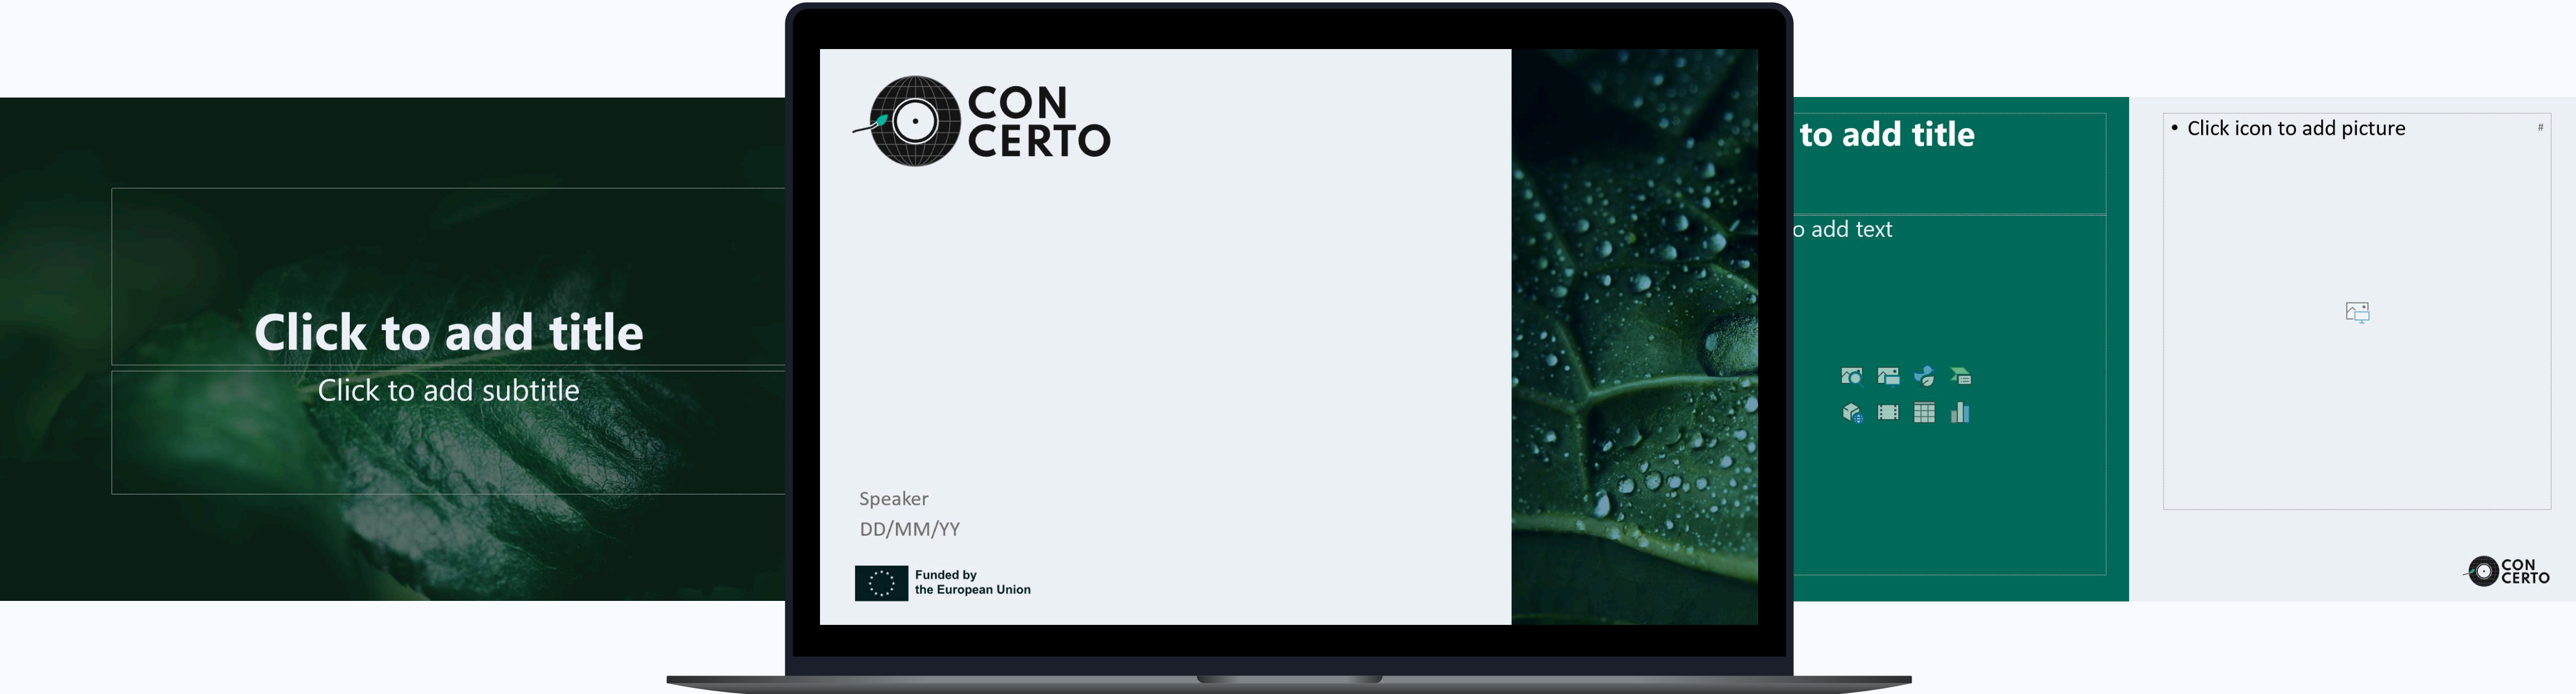 Click to add title
Click to add subtitle
CON
CERTO
Speaker
DD/MM/YY
Funded by
the European Union
to add title
o add text
• Click icon to add picture
#
CON
CERTO